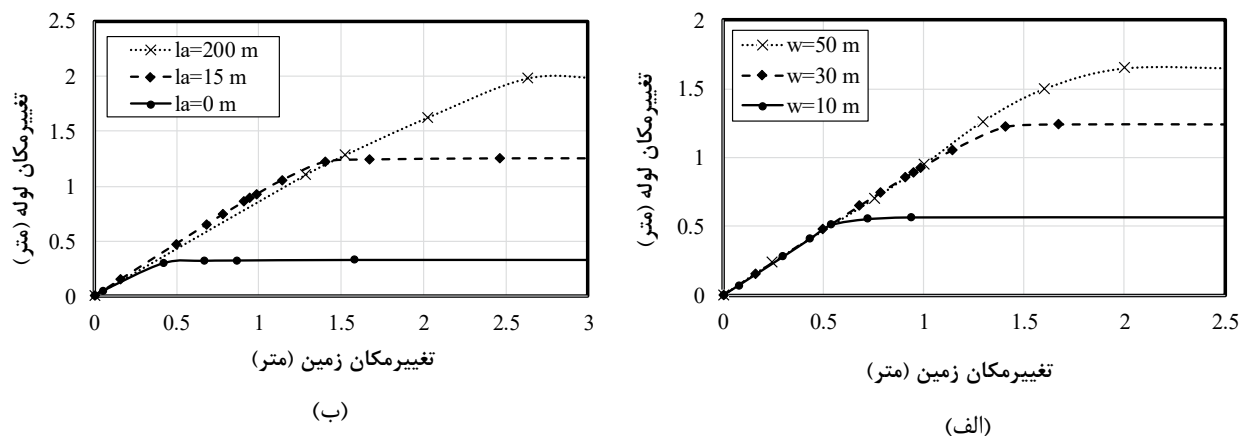 2.5
2
1.5
1
0.5
0
تغییرمکان لوله (متر)
la=200 m
la=15 m
la=0 m
0 0.5 1 1.5 2 2.5 3
تغییرمکان زمین (متر)
(ب)
2
1.5
1
0.5
0
تغییرمکان لوله (متر)
w=50 m
w=30 m
w=10 m
0 0.5 1 1.5 2 2.5
تغییرمکان زمین (متر)
(الف)